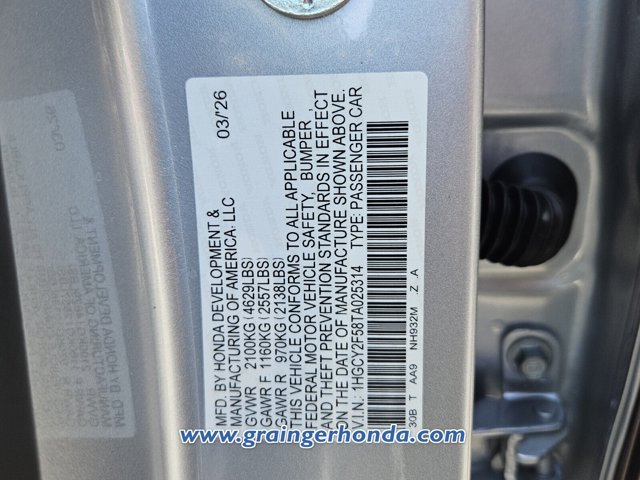 MFD. BY HONDA DEVELOPMENT & 03/'26
MANUFACTURING OF AMERICA, LLC
GVWR 2100KG(4629LBS)
GAWR F 1160KG(2557LBS)
GAWR R 970KG(2138LBS)
THIS VEHICLE CONFORMS TO ALL APPLICABLE
FEDERAL MOTOR VEHICLE SAFETY, BUMPER,
AND THEFT PREVENTION STANDARDS IN EFFECT
ON THE DATE OF MANUFACTURE SHOWN ABOVE.
V.I.N.: 1HGCY2F58TA025314 TYPE: PASSENGER CAR
30B T AA9 NH932M .Z .A
www.graingerhonda.com